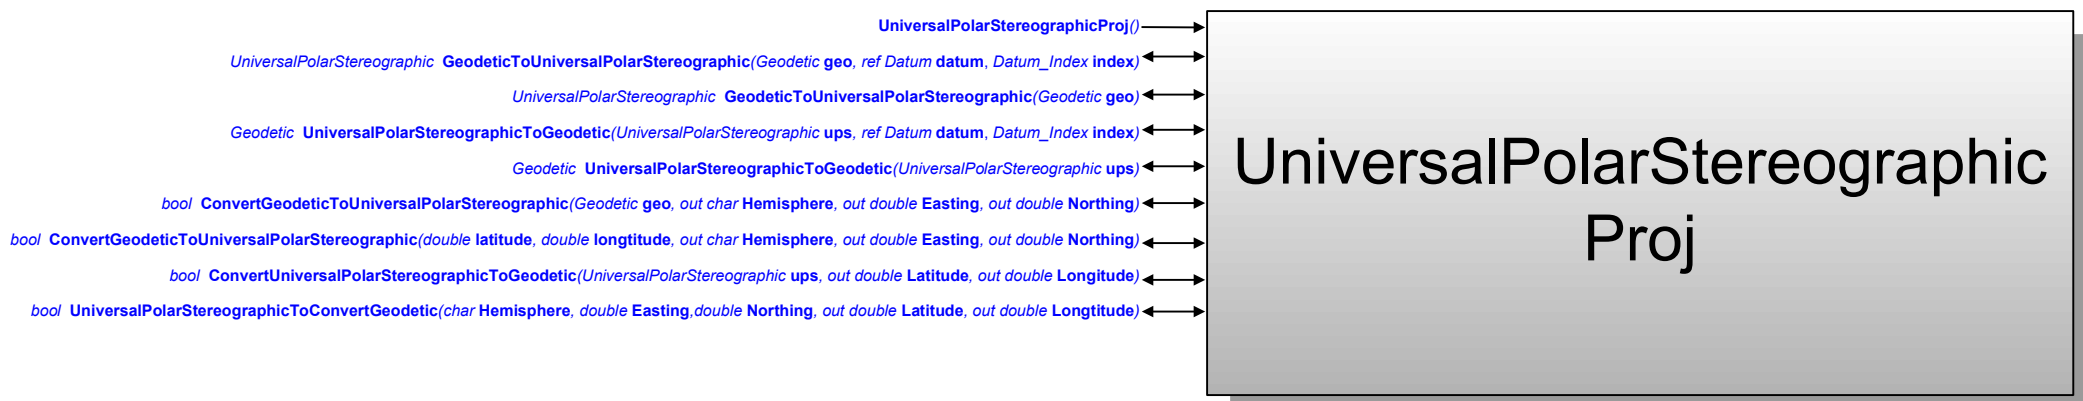 UniversalPolarStereographicProj()
UniversalPolarStereographic GeodeticToUniversalPolarStereographic(Geodetic geo, ref Datum datum, Datum_Index index)
UniversalPolarStereographic GeodeticToUniversalPolarStereographic(Geodetic geo)
Geodetic UniversalPolarStereographicToGeodetic(UniversalPolarStereographic ups, ref Datum datum, Datum_Index index)
Geodetic UniversalPolarStereographicToGeodetic(UniversalPolarStereographic ups)
bool ConvertGeodeticToUniversalPolarStereographic(Geodetic geo, out char Hemisphere, out double Easting, out double Northing)
bool ConvertGeodeticToUniversalPolarStereographic(double latitude, double longtitude, out char Hemisphere, out double Easting, out double Northing)
bool ConvertUniversalPolarStereographicToGeodetic(UniversalPolarStereographic ups, out double Latitude, out double Longitude)
bool UniversalPolarStereographicToConvertGeodetic(char Hemisphere, double Easting,double Northing, out double Latitude, out double Longtitude)
UniversalPolarStereographic
Proj